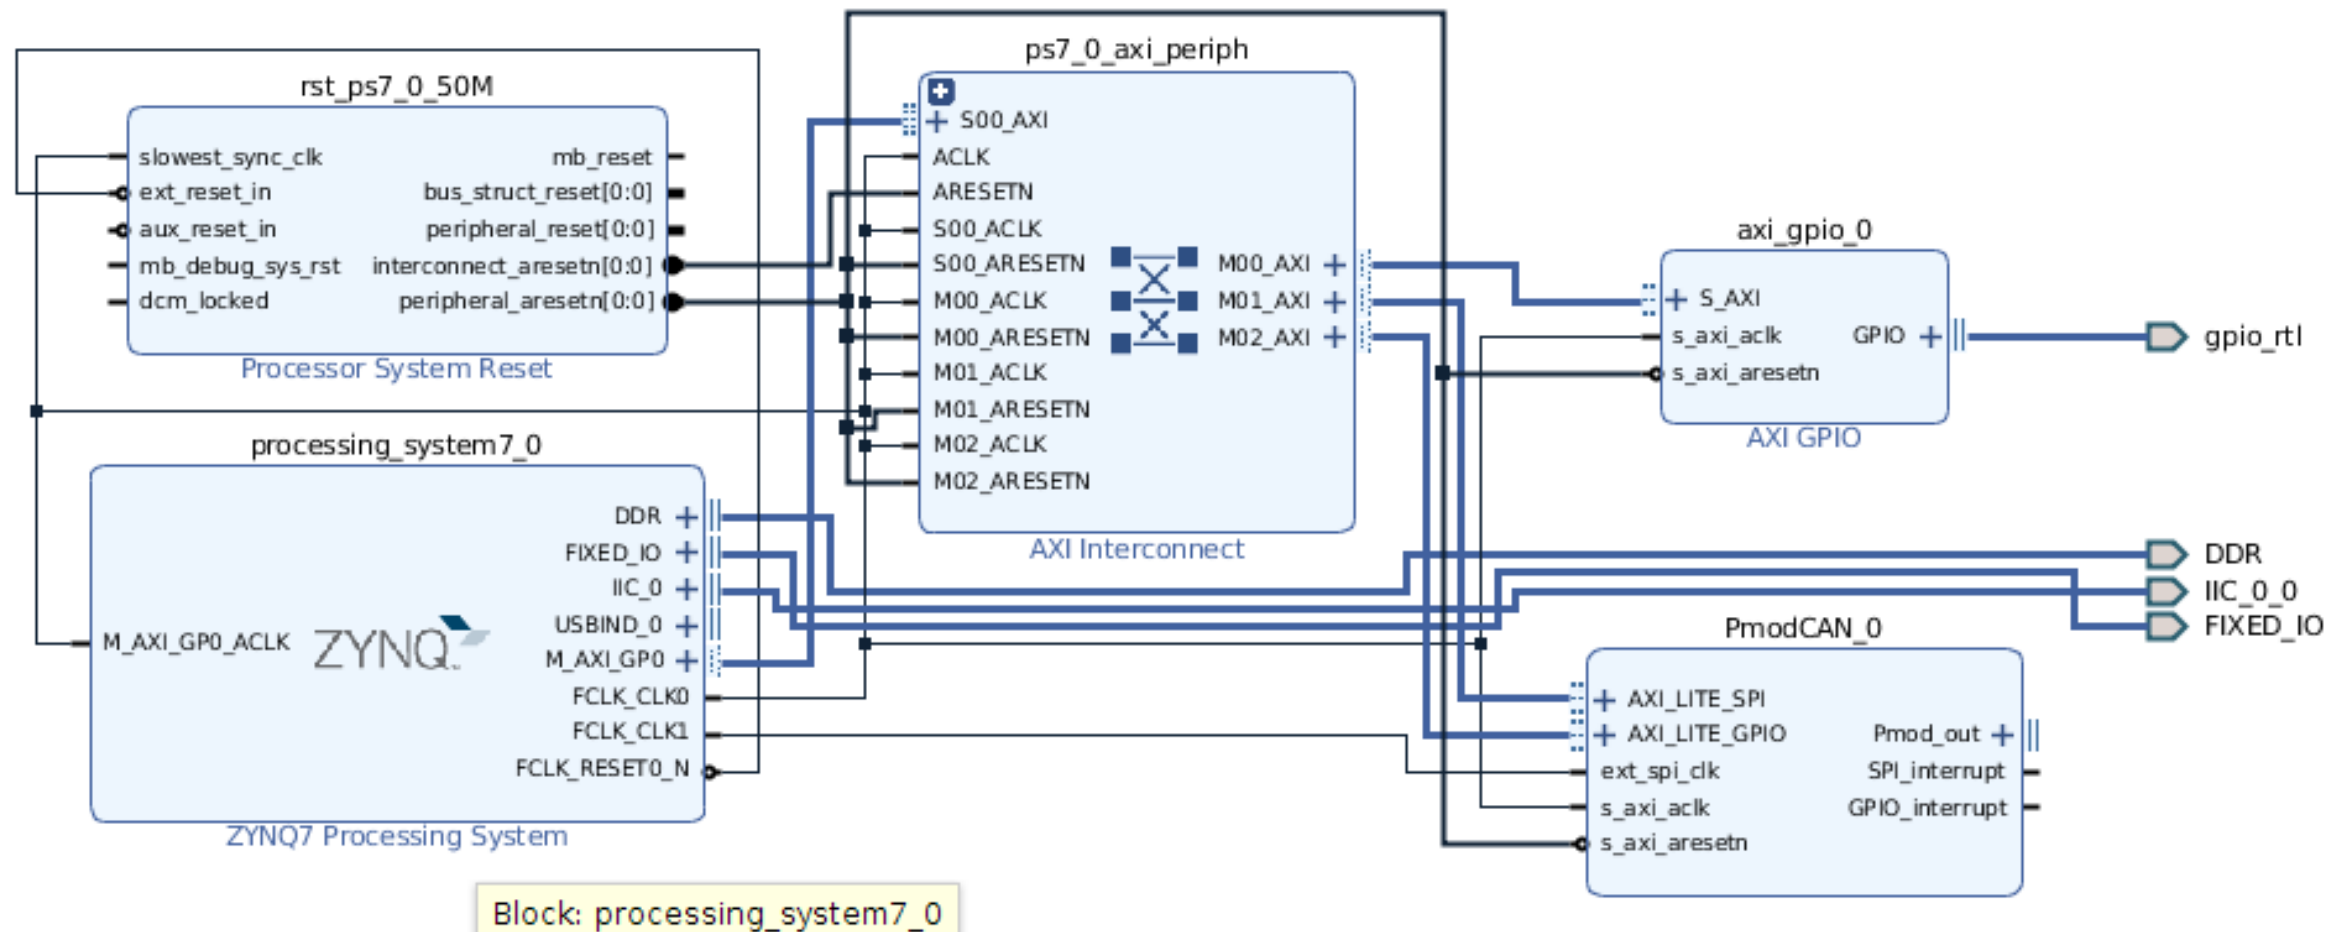 rst_ps7_0_50M
slowest_sync_clk
ext_reset_in
aux_reset_in
mb_debug_sys_rst
dcm_locked
mb_reset
bus_struct_reset[0:0]
peripheral_reset[0:0]
interconnect_aresetn[0:0]
peripheral_aresetn[0:0]
Processor System Reset
processing_system7_0
M_AXI_GP0_ACLK
ZYNQ
DDR
FIXED_IO
IIC_0
USBIND_0
M_AXI_GP0
FCLK_CLK0
FCLK_CLK1
FCLK_RESET0_N
ZYNQ7 Processing System
Block: processing_system7_0
ps7_0_axi_periph
S00_AXI
ACLK
ARESETN
S00_ACLK
S00_ARESETN
M00_ACLK
M00_ARESETN
M01_ACLK
M01_ARESETN
M02_ACLK
M02_ARESETN
M00_AXI
M01_AXI
M02_AXI
AXI Interconnect
axi_gpio_0
S_AXI
s_axi_aclk
s_axi_aresetn
GPIO
AXI GPIO
gpio_rtl
DDR
IIC_0_0
FIXED_IO
PmodCAN_0
AXI_LITE_SPI
AXI_LITE_GPIO
ext_spi_clk
s_axi_aclk
s_axi_aresetn
Pmod_out
SPI_interrupt
GPIO_interrupt